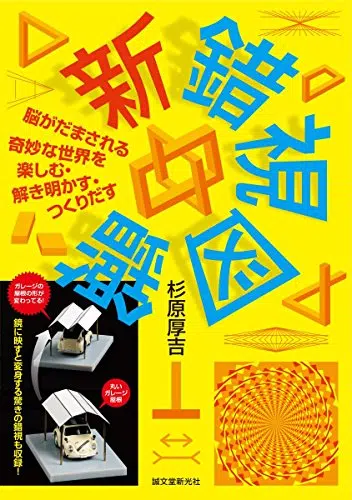 新
錯視図鑑
脳がだまされる
奇妙な世界を
楽しむ・
解き明かす・
つくりだす
杉原厚吉
ガレージの
屋根の形が
変わってる!
丸い
ガレージ
屋根
鏡に映すと変身する驚きの錯視も収録!
誠文堂新光社